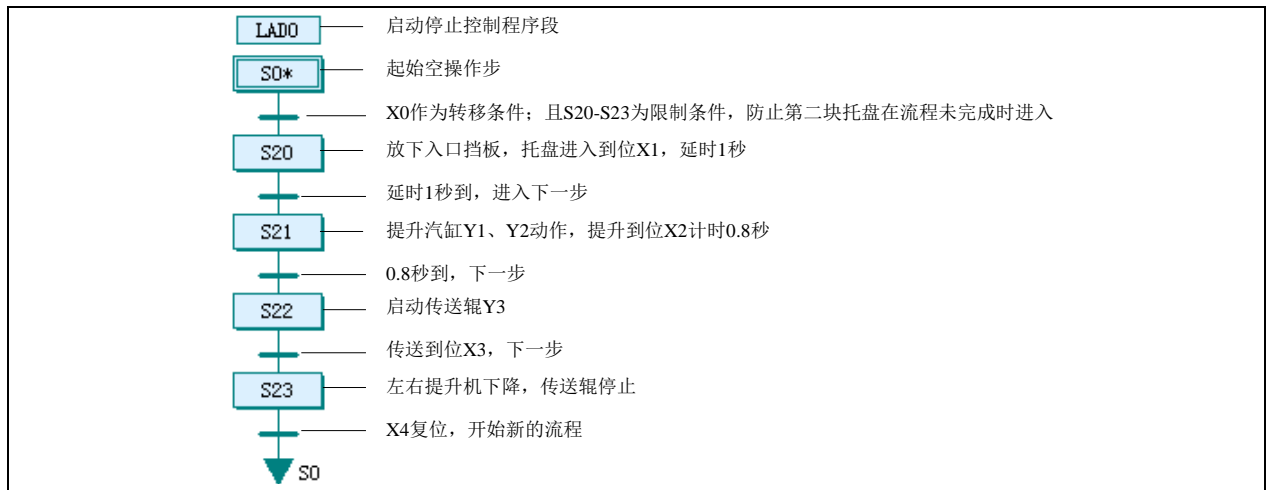 LAD0 启动停止控制程序段
S0* 起始空操作步
X0作为转移条件；且S20-S23为限制条件，防止第二块托盘在流程未完成时进入
S20 放下入口挡板，托盘进入到位X1，延时1秒
延时1秒到，进入下一步
S21 提升汽缸Y1、Y2动作，提升到位X2计时0.8秒
0.8秒到，下一步
S22 启动传送辊Y3
传送到位X3，下一步
S23 左右提升机下降，传送辊停止
X4复位，开始新的流程
S0